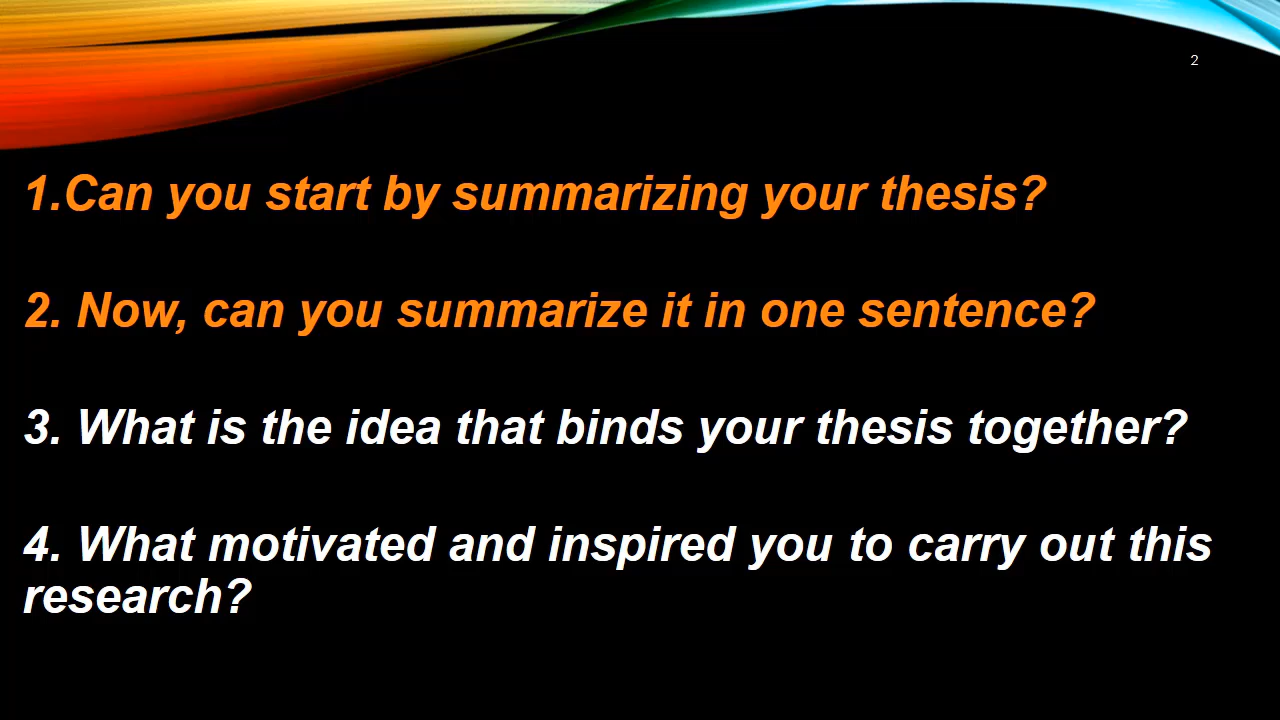 2
1.Can you start by summarizing your thesis?
2. Now, can you summarize it in one sentence?
3. What is the idea that binds your thesis together?
4. What motivated and inspired you to carry out this
research?